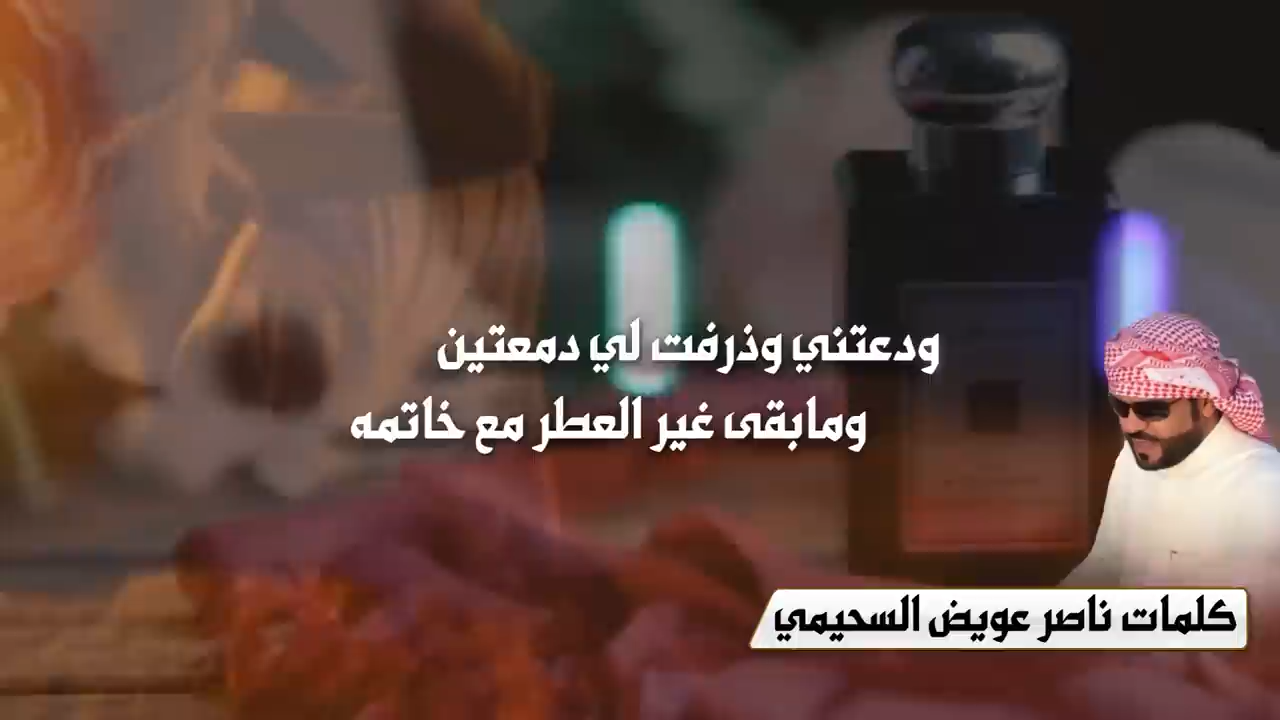 ودعتني وذرفت لي دمعتين
ومابقى غير العطر مع خاتمه
كلمات ناصر عويض السحيمي